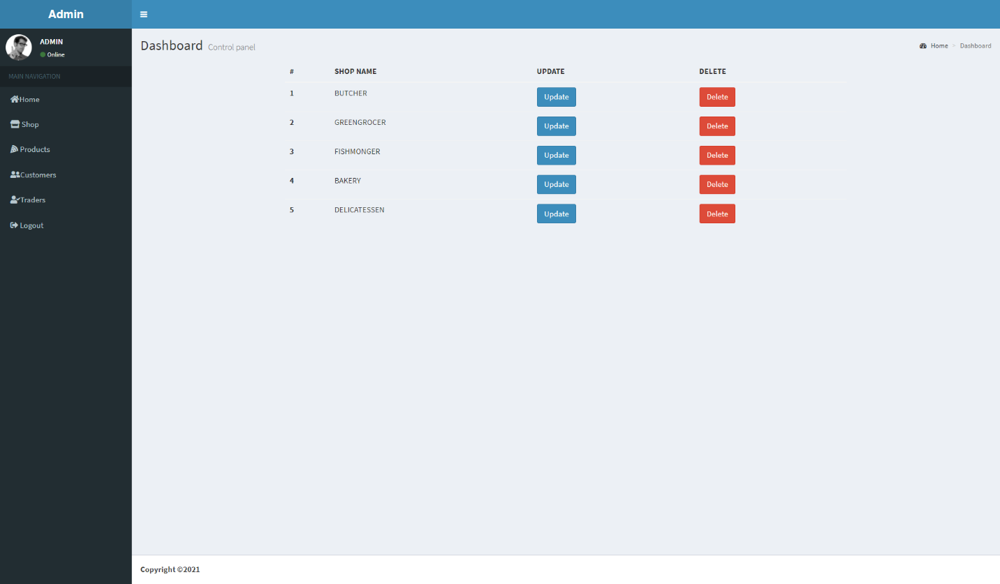 Admin
ADMIN
Online
MAIN NAVIGATION
Home
Shop
Products
Customers
Traders
Logout
Dashboard Control panel
Home > Dashboard
# SHOP NAME UPDATE DELETE
1 BUTCHER Update Delete
2 GREENGROCER Update Delete
3 FISHMONGER Update Delete
4 BAKERY Update Delete
5 DELICATESSEN Update Delete
Copyright ©2021